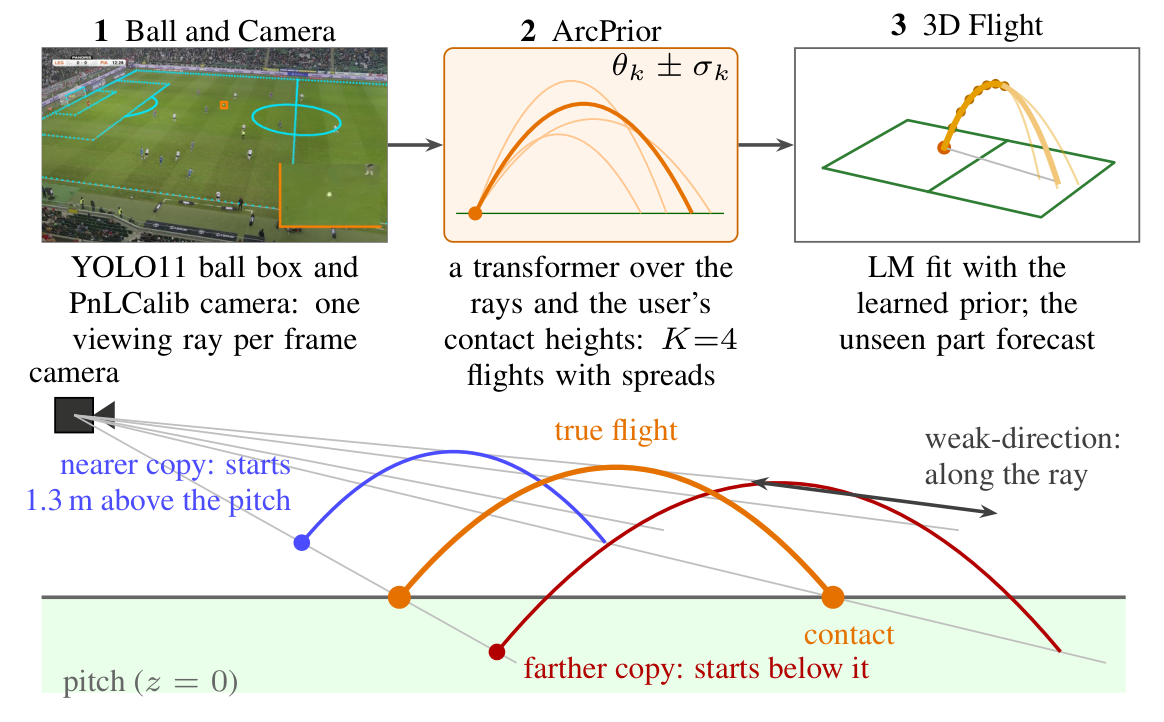 1 Ball and Camera
2 ArcPrior
3 3D Flight
θₖ ± σₖ
YOLO11 ball box and
PnLCalib camera: one
viewing ray per frame
a transformer over the
rays and the user's
contact heights: K=4
flights with spreads
LM fit with the
learned prior; the
unseen part forecast
camera
true flight
weak-direction:
along the ray
nearer copy: starts
1.3 m above the pitch
contact
farther copy: starts below it
pitch (z = 0)